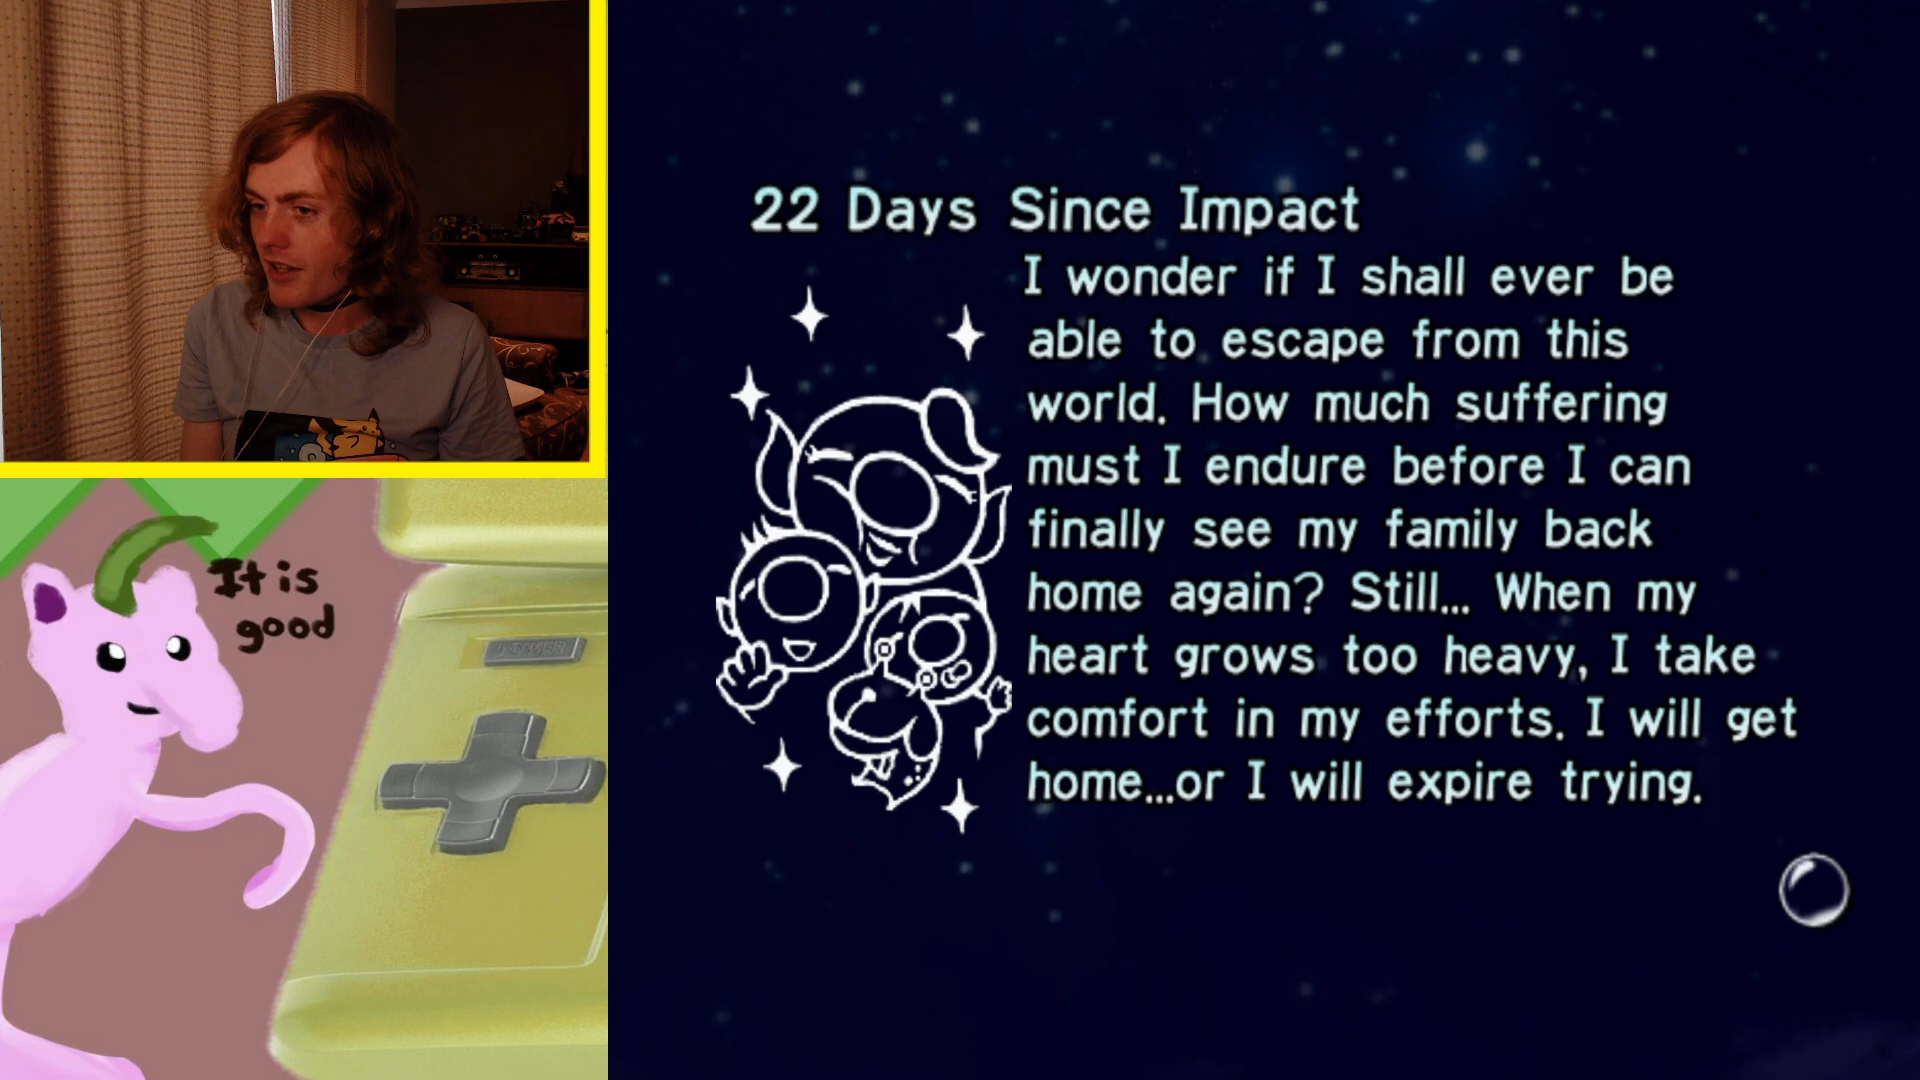 It is
good
POWER
22 Days Since Impact
I wonder if I shall ever be
able to escape from this
world. How much suffering
must I endure before I can
finally see my family back
home again? Still... When my
heart grows too heavy, I take
comfort in my efforts. I will get
home...or I will expire trying.